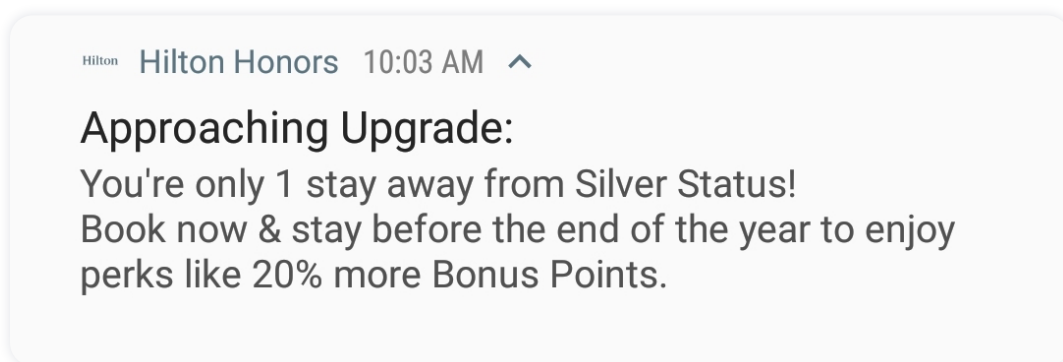 Hilton Hilton Honors 10:03 AM
Approaching Upgrade:
You're only 1 stay away from Silver Status!
Book now & stay before the end of the year to enjoy
perks like 20% more Bonus Points.